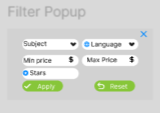 Filter Popup
Subject Language
Min price $ Max Price $
Stars
Apply Reset